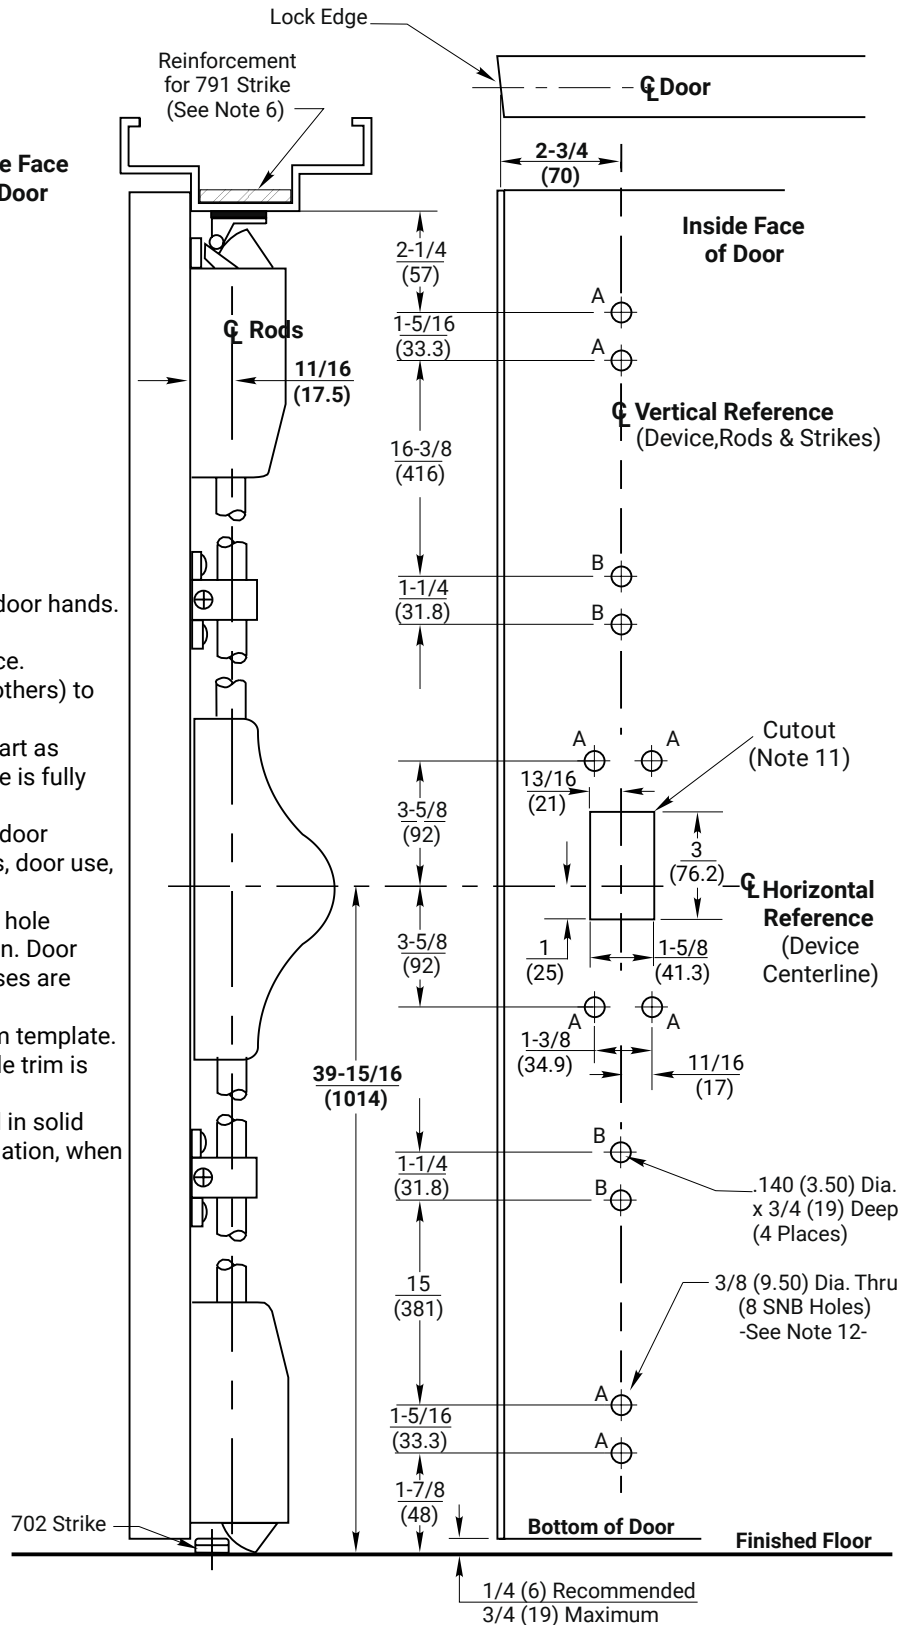 Lock Edge
Reinforcement
for 791 Strike
(See Note 6)
℄ Door
e Face
Door
2-3/4
(70)
Inside Face
of Door
2-1/4
(57)
A
1-5/16
(33.3)
A
℄ Rods
11/16
(17.5)
℄ Vertical Reference
(Device,Rods & Strikes)
16-3/8
(416)
B
1-1/4
(31.8)
B
door hands.
ce.
others) to
art as
e is fully
door
s, door use,
hole
n. Door
ses are
m template.
le trim is
d in solid
ation, when
A
A
Cutout
(Note 11)
13/16
(21)
3-5/8
(92)
3
(76.2)
℄ Horizontal
Reference
(Device
Centerline)
3-5/8
(92)
1
(25)
1-5/8
(41.3)
A
A
1-3/8
(34.9)
11/16
(17)
39-15/16
(1014)
B
1-1/4
(31.8)
B
.140 (3.50) Dia.
x 3/4 (19) Deep
(4 Places)
15
(381)
3/8 (9.50) Dia. Thru
(8 SNB Holes)
-See Note 12-
A
1-5/16
(33.3)
A
1-7/8
(48)
702 Strike
Bottom of Door
Finished Floor
1/4 (6) Recommended
3/4 (19) Maximum